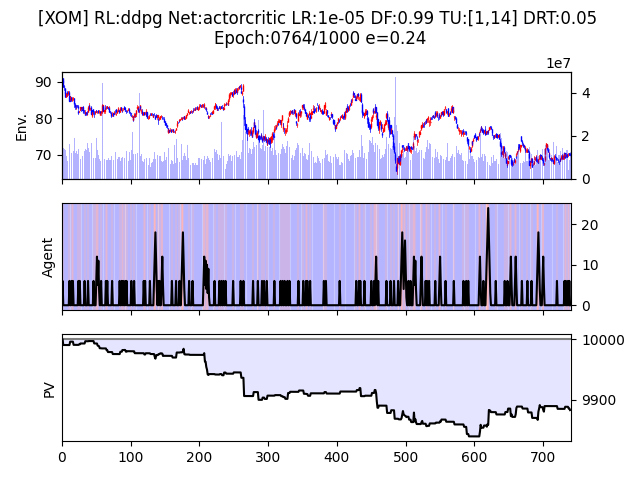 [XOM] RL:ddpg Net:actorcritic LR:1e-05 DF:0.99 TU:[1,14] DRT:0.05
Epoch:0764/1000 e=0.24
1e7
90
80
70
Env.
4
2
0
Agent
20
10
0
PV
10000
9900
0 100 200 300 400 500 600 700